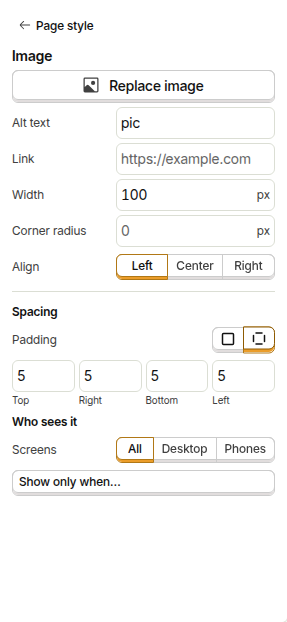 ← Page style
Image
Replace image
Alt text pic
Link https://example.com
Width 100 px
Corner radius 0 px
Align Left Center Right
Spacing
Padding
5 5 5 5
Top Right Bottom Left
Who sees it
Screens All Desktop Phones
Show only when...